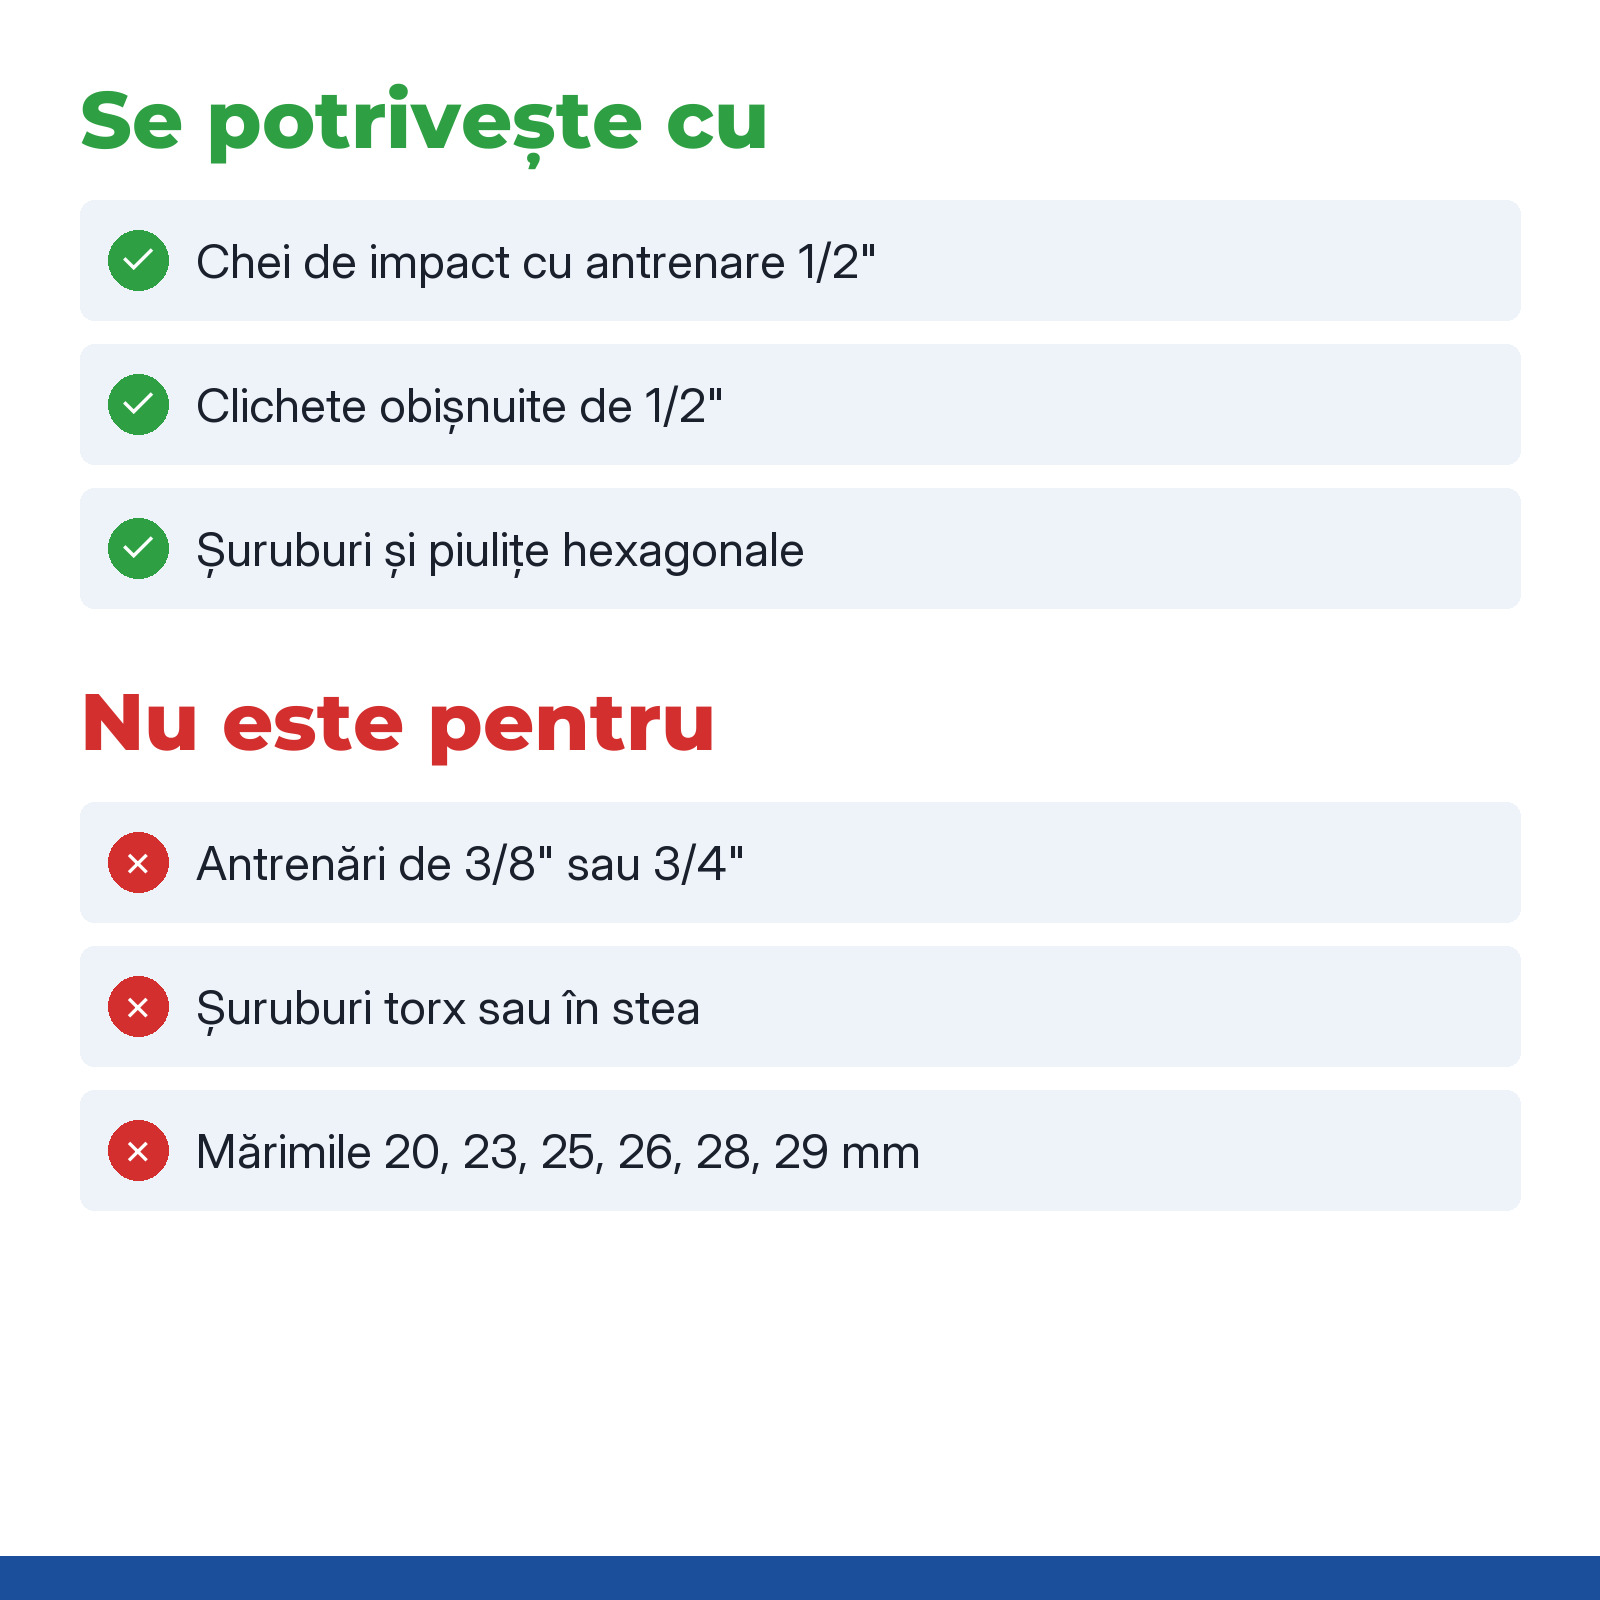 Se potrivește cu
Chei de impact cu antrenare 1/2"
Clichete obișnuite de 1/2"
Șuruburi și piulițe hexagonale
Nu este pentru
Antrenări de 3/8" sau 3/4"
Șuruburi torx sau în stea
Mărimile 20, 23, 25, 26, 28, 29 mm